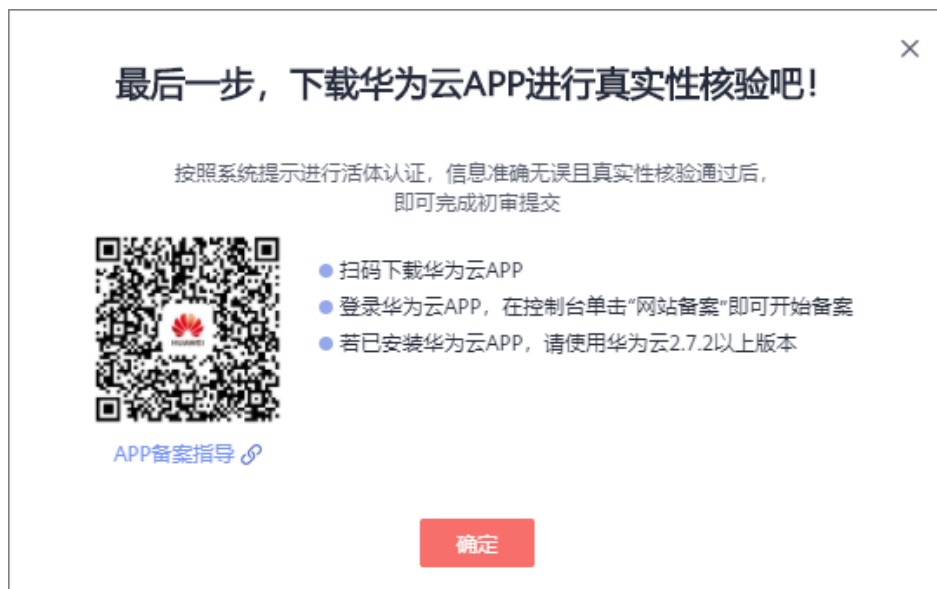 最后一步，下载华为云APP进行真实性核验吧！
按照系统提示进行活体认证，信息准确无误且真实性核验通过后，
即可完成初审提交
扫码下载华为云APP
登录华为云APP，在控制台单击“网站备案”即可开始备案
若已安装华为云APP，请使用华为云2.7.2以上版本
HUAWEI
APP备案指导
确定